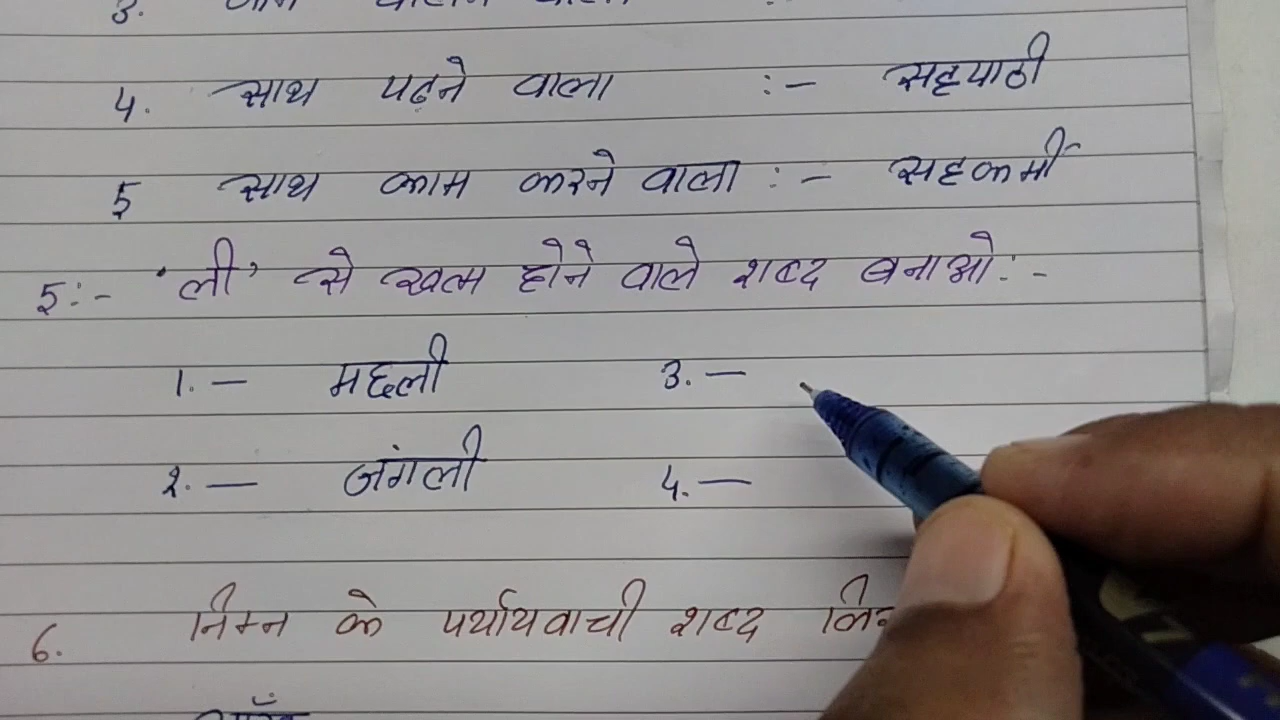 3.
4. साथ पढ़ने वाला :- सहपाठी
5 साथ काम करने वाला :- सहकर्मी
5:- 'ली' से खत्म होने वाले शब्द बनाओ:-
1. - मछली 3. -
2. - जंगली 4. -
6. निम्न के पर्यायवाची शब्द